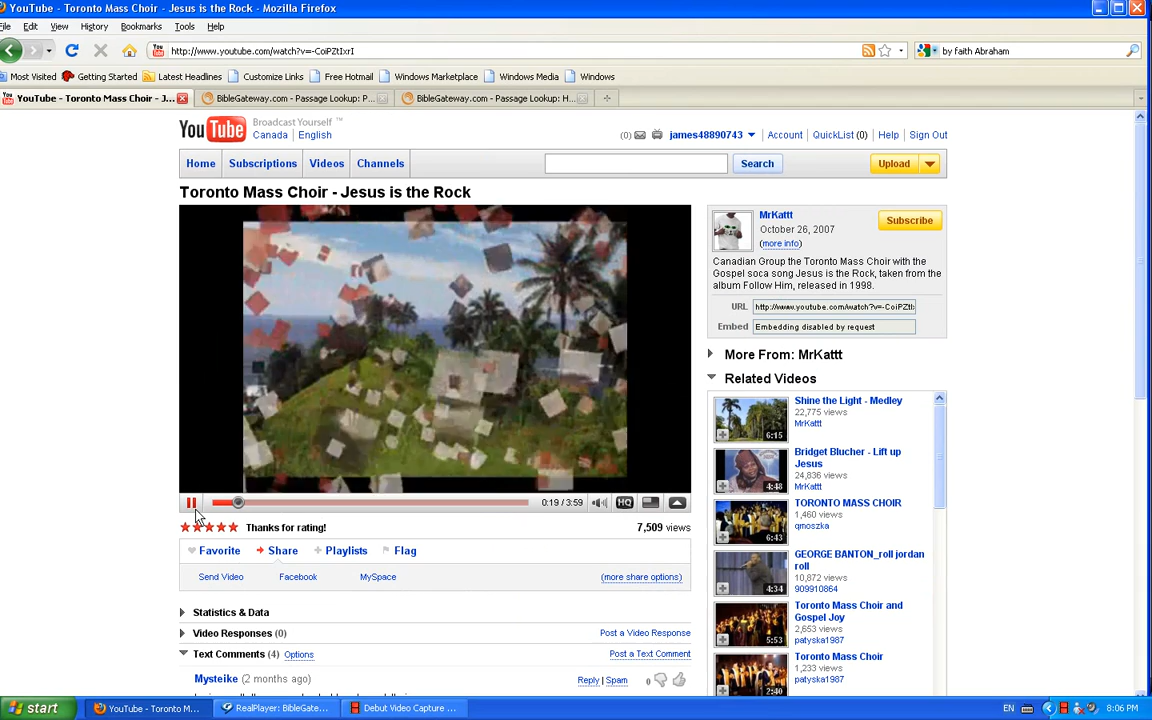 YouTube - Toronto Mass Choir - Jesus is the Rock - Mozilla Firefox
File Edit View History Bookmarks Tools Help
http://www.youtube.com/watch?v=-CoiPZtIxrI
by faith Abraham
Most Visited Getting Started Latest Headlines Customize Links Free Hotmail Windows Marketplace Windows Media Windows
YouTube - Toronto Mass Choir - J... BibleGateway.com - Passage Lookup: P... BibleGateway.com - Passage Lookup: H...
YouTube Broadcast Yourself ™
Canada English
(0) james48890743 Account QuickList (0) Help Sign Out
Home Subscriptions Videos Channels Search Upload
Toronto Mass Choir - Jesus is the Rock
MrKattt
October 26, 2007
(more info)
Subscribe
Canadian Group the Toronto Mass Choir with the
Gospel soca song Jesus is the Rock, taken from the
album Follow Him, released in 1998.
URL http://www.youtube.com/watch?v=-CoiPZtI
Embed Embedding disabled by request
More From: MrKattt
Related Videos
Shine the Light - Medley
22,775 views
MrKattt
6:15
Bridget Blucher - Lift up
Jesus
24,836 views
MrKattt
4:48
TORONTO MASS CHOIR
1,460 views
qmoszka
6:43
GEORGE BANTON_roll jordan
roll
10,872 views
909910864
4:34
Toronto Mass Choir and
Gospel Joy
2,653 views
patyska1987
5:53
Toronto Mass Choir
1,233 views
patyska1987
2:40
0:19 / 3:59 HQ
Thanks for rating! 7,509 views
Favorite Share Playlists Flag
Send Video Facebook MySpace (more share options)
Statistics & Data
Video Responses (0) Post a Video Response
Text Comments (4) Options Post a Text Comment
Mysteike (2 months ago) Reply | Spam 0
start YouTube - Toronto M... RealPlayer: BibleGate... Debut Video Capture ... EN 8:06 PM